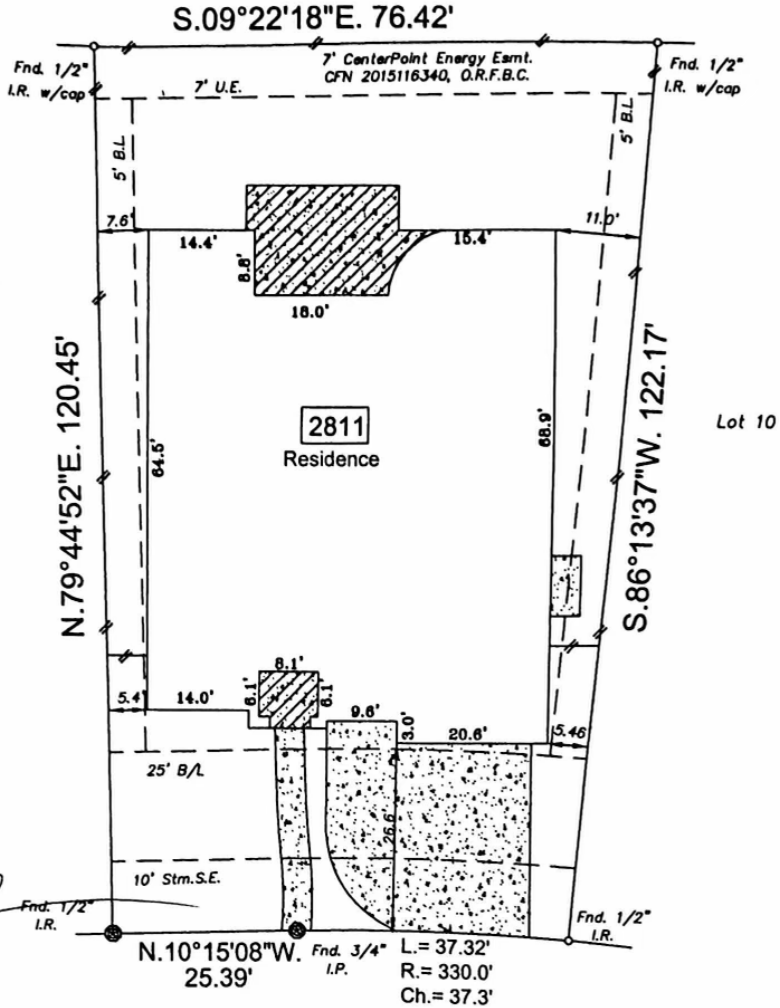 S.09°22'18"E. 76.42'
7' CenterPoint Energy Esmt.
CFN 2015116340, O.R.F.B.C.
Fnd. 1/2"
I.R. w/cap
7' U.E.
Fnd. 1/2"
I.R. w/cap
5' B.L.
5' B.L.
7.6'
14.4'
15.4'
11.0'
8.8'
18.0'
N.79°44'52"E. 120.45'
64.5'
2811
Residence
68.9'
S.86°13'37"W. 122.17'
Lot 10
5.4'
14.0'
6.1'
8.1'
6.1'
9.6'
3.0'
20.6'
5.46
25' B/L
26.6'
10' Stm.S.E.
Fnd. 1/2"
I.R.
N.10°15'08"W.
25.39'
Fnd. 3/4"
I.P.
L.= 37.32'
R.= 330.0'
Ch.= 37.3'
Fnd. 1/2"
I.R.